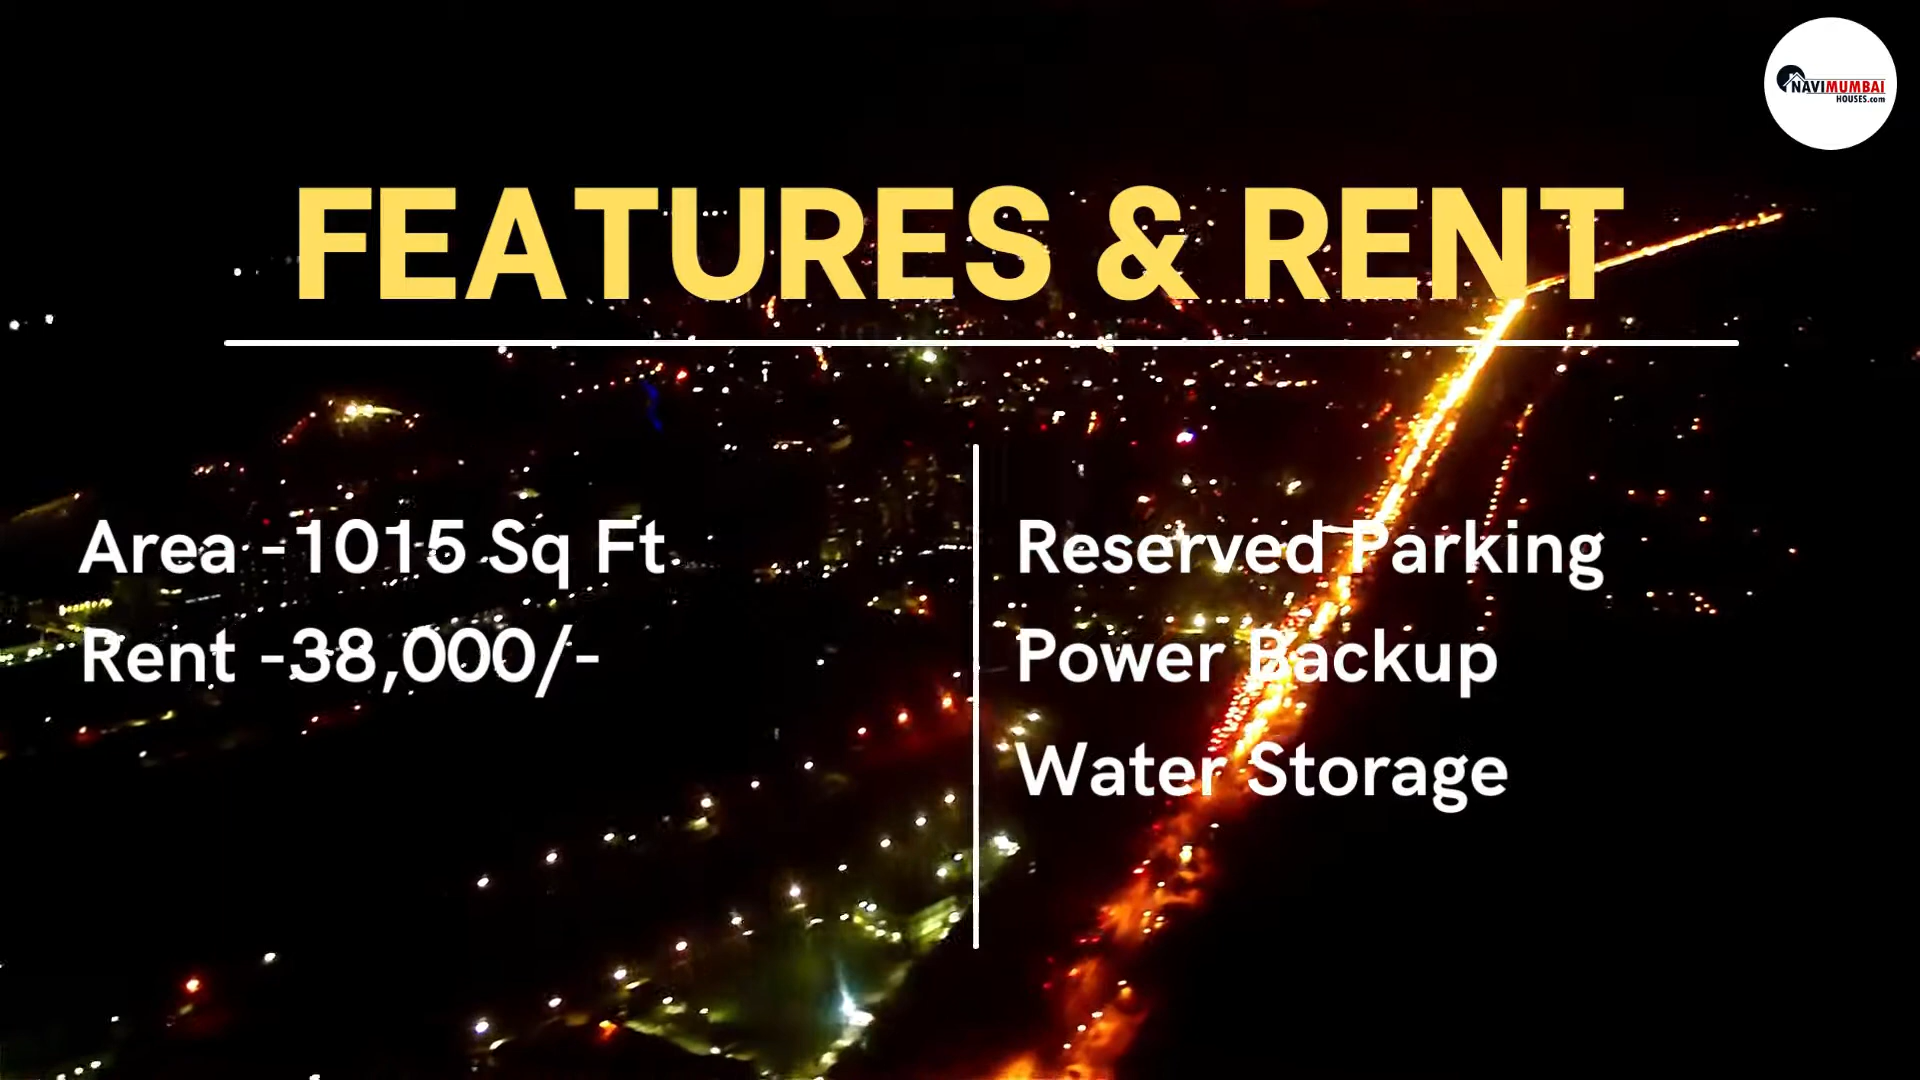 NAVIMUMBAI
HOUSES.com
FEATURES & RENT
Area -1015 Sq Ft
Rent -38,000/-
Reserved Parking
Power Backup
Water Storage